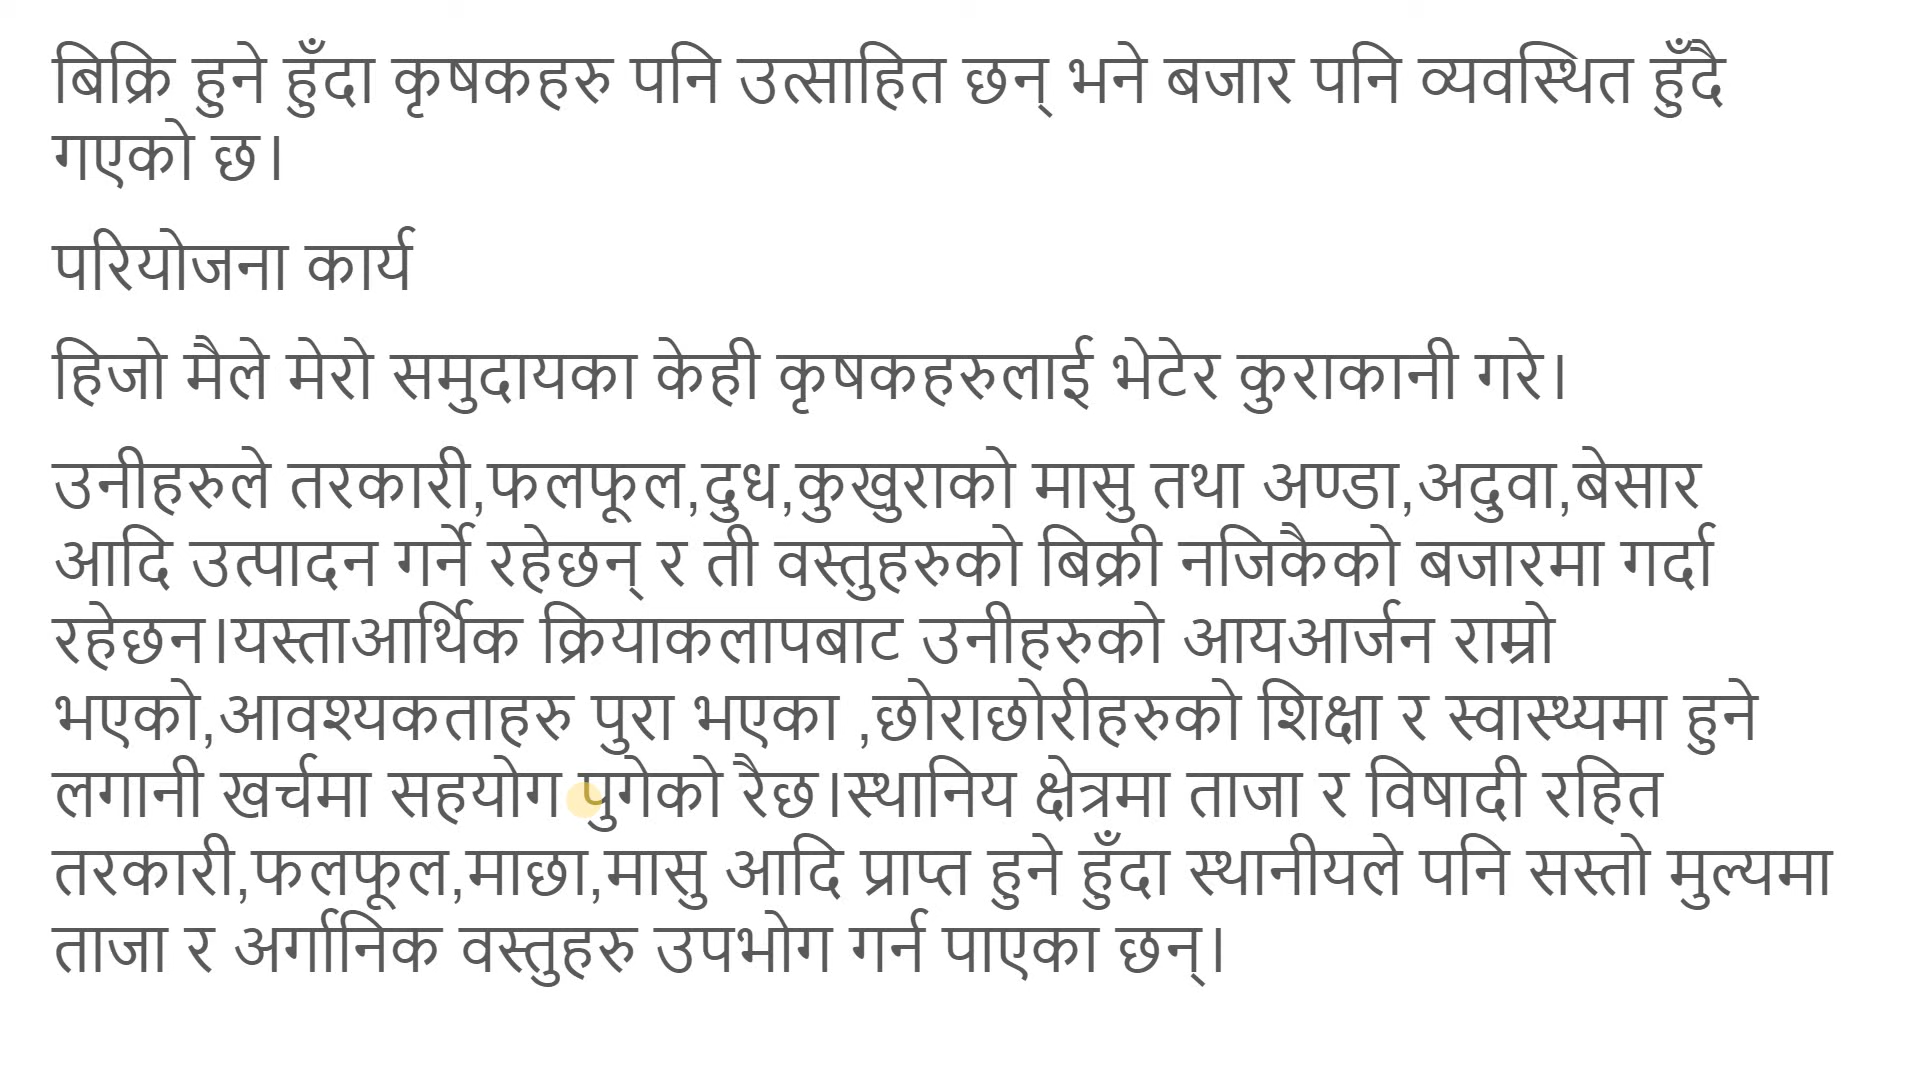 बिक्रि हुने हुँदा कृषकहरु पनि उत्साहित छन् भने बजार पनि व्यवस्थित हुँदै
गएको छ।
परियोजना कार्य
हिजो मैले मेरो समुदायका केही कृषकहरुलाई भेटेर कुराकानी गरे।
उनीहरुले तरकारी,फलफूल,दुध,कुखुराको मासु तथा अण्डा,अदुवा,बेसार
आदि उत्पादन गर्ने रहेछन् र ती वस्तुहरुको बिक्री नजिकैको बजारमा गर्दा
रहेछन।यस्ताआर्थिक क्रियाकलापबाट उनीहरुको आयआर्जन राम्रो
भएको,आवश्यकताहरु पुरा भएका ,छोराछोरीहरुको शिक्षा र स्वास्थ्यमा हुने
लगानी खर्चमा सहयोग पुगेको रैछ।स्थानिय क्षेत्रमा ताजा र विषादी रहित
तरकारी,फलफूल,माछा,मासु आदि प्राप्त हुने हुँदा स्थानीयले पनि सस्तो मुल्यमा
ताजा र अर्गानिक वस्तुहरु उपभोग गर्न पाएका छन्।